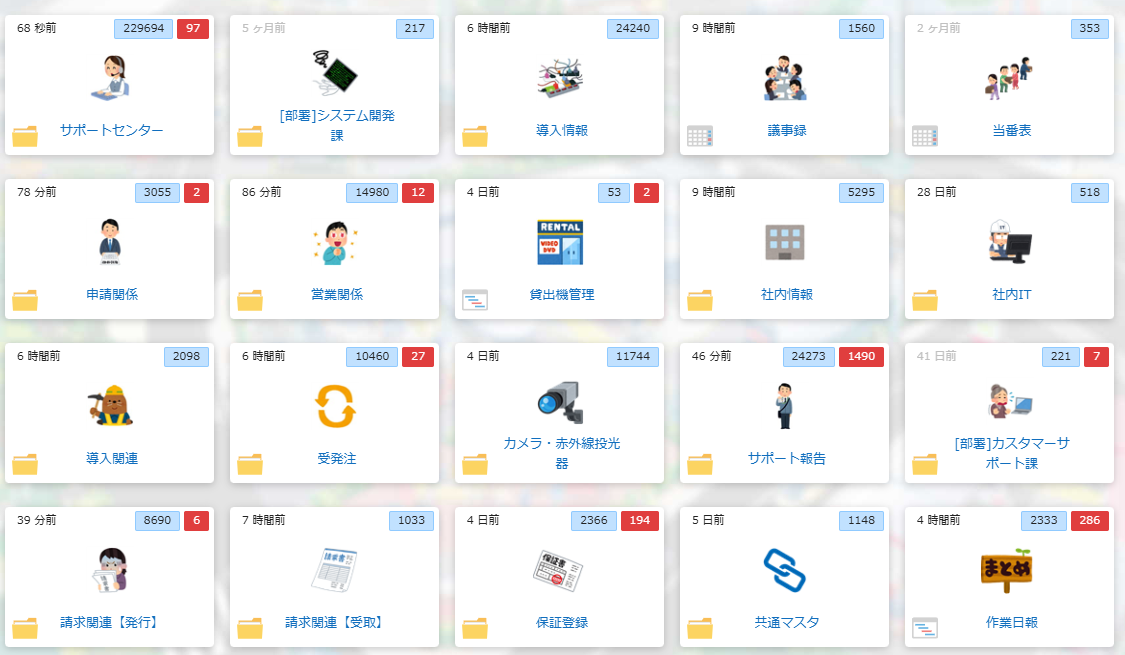 68 秒前 229694 97
サポートセンター
5 ヶ月前 217
[部署]システム開発
課
6 時間前 24240
導入情報
9 時間前 1560
議事録
2 ヶ月前 353
当番表
78 分前 3055 2
申請関係
86 分前 14980 12
営業関係
4 日前 53 2
RENTAL
VIDEO
DVD
貸出機管理
9 時間前 5295
社内情報
28 日前 518
IT
社内IT
6 時間前 2098
導入関連
6 時間前 10460 27
受発注
4 日前 11744
カメラ・赤外線投光
器
46 分前 24273 1490
サポート報告
41 日前 221 7
[部署]カスタマーサ
ポート課
39 分前 8690 6
請求書
請求関連【発行】
7 時間前 1033
請求書
請求関連【受取】
4 日前 2366 194
保証書
保証登録
5 日前 1148
共通マスタ
4 時間前 2333 286
まとめ
作業日報